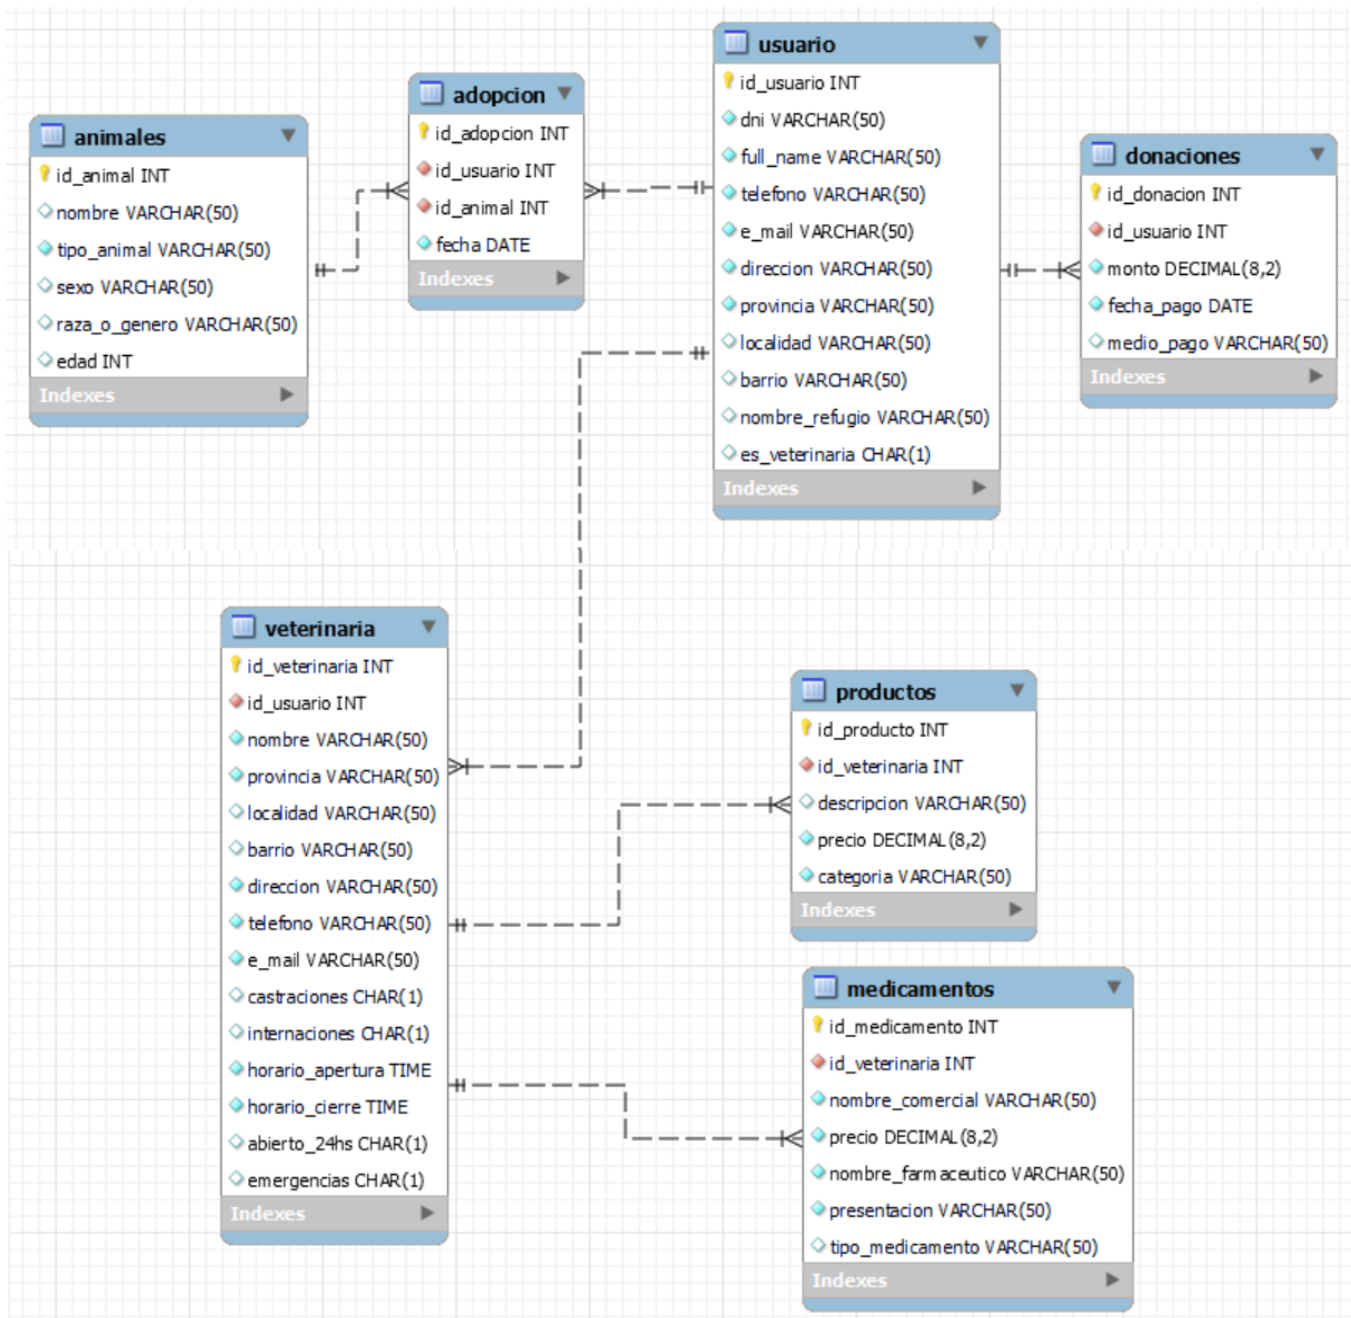 animales
id_animal INT
nombre VARCHAR(50)
tipo_animal VARCHAR(50)
sexo VARCHAR(50)
raza_o_genero VARCHAR(50)
edad INT
Indexes
adopcion
id_adopcion INT
id_usuario INT
id_animal INT
fecha DATE
Indexes
usuario
id_usuario INT
dni VARCHAR(50)
full_name VARCHAR(50)
telefono VARCHAR(50)
e_mail VARCHAR(50)
direccion VARCHAR(50)
provincia VARCHAR(50)
localidad VARCHAR(50)
barrio VARCHAR(50)
nombre_refugio VARCHAR(50)
es_veterinaria CHAR(1)
Indexes
donaciones
id_donacion INT
id_usuario INT
monto DECIMAL(8,2)
fecha_pago DATE
medio_pago VARCHAR(50)
Indexes
veterinaria
id_veterinaria INT
id_usuario INT
nombre VARCHAR(50)
provincia VARCHAR(50)
localidad VARCHAR(50)
barrio VARCHAR(50)
direccion VARCHAR(50)
telefono VARCHAR(50)
e_mail VARCHAR(50)
castraciones CHAR(1)
internaciones CHAR(1)
horario_apertura TIME
horario_cierre TIME
abierto_24hs CHAR(1)
emergencias CHAR(1)
Indexes
productos
id_producto INT
id_veterinaria INT
descripcion VARCHAR(50)
precio DECIMAL(8,2)
categoria VARCHAR(50)
Indexes
medicamentos
id_medicamento INT
id_veterinaria INT
nombre_comercial VARCHAR(50)
precio DECIMAL(8,2)
nombre_farmaceutico VARCHAR(50)
presentacion VARCHAR(50)
tipo_medicamento VARCHAR(50)
Indexes